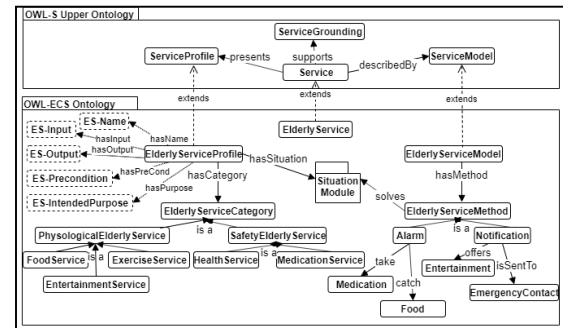 OWL-S Upper Ontology
ServiceGrounding
ServiceProfile
presents
supports
describedBy
ServiceModel
Service
extends
extends
extends
OWL-ECS Ontology
ES-Name
ES-Input
hasName
hasInput
ElderlyService
ES-Output
hasOutput
ElderlyServiceProfile
hasSituation
ElderlyServiceModel
ES-Precondition
hasPreCond
hasCategory
Situation
Module
hasMethod
hasPurpose
ES-IntendedPurpose
solves
ElderlyServiceCategory
ElderlyServiceMethod
is a
is a
PhysologicalElderlyService
SafetyElderlyService
Alarm
Notification
FoodService
is a
ExerciseService
HealthService
is a
MedicationService
take
offers
isSentTo
Entertainment
EntertainmentService
Medication
catch
EmergencyContact
Food